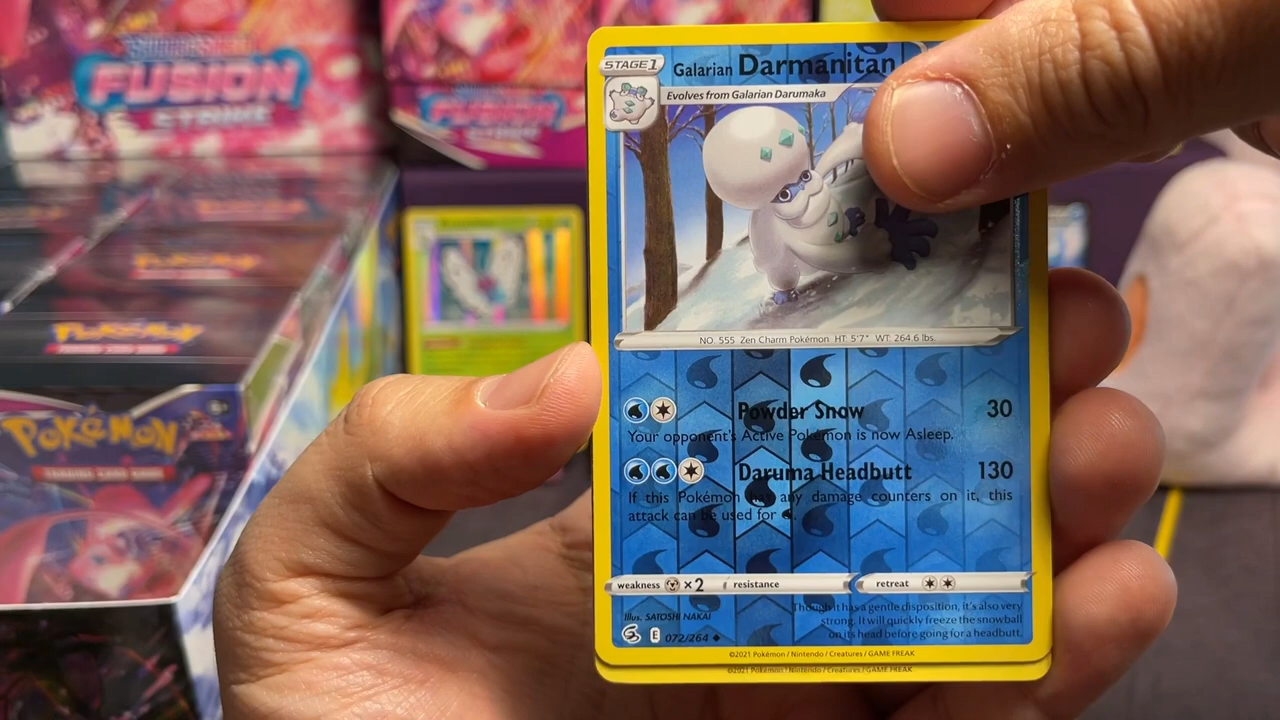 FUSION
STRIKE
FUSION
STRIKE
POKÉMON
POKÉMON
TRADING CARD GAME
STAGE 1
Galarian Darmanitan
Evolves from Galarian Darumaka
NO. 555 Zen Charm Pokémon HT: 5'7" WT: 264.6 lbs.
Powder Snow 30
Your opponent's Active Pokémon is now Asleep.
Daruma Headbutt 130
If this Pokémon has any damage counters on it, this
attack can be used for
weakness ×2 resistance retreat
Illus. SATOSHI NAKAI
Though it has a gentle disposition, it's also very
strong. It will quickly freeze the snowball
on its head before going for a headbutt.
E 072/264
©2021 Pokémon / Nintendo / Creatures / GAME FREAK
©2021 Pokémon / Nintendo / Creatures / GAME FREAK